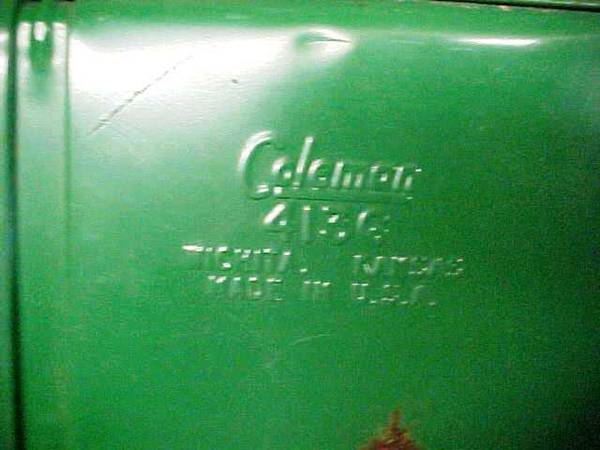 Coleman
413G
WICHITA, KANSAS
MADE IN U.S.A.